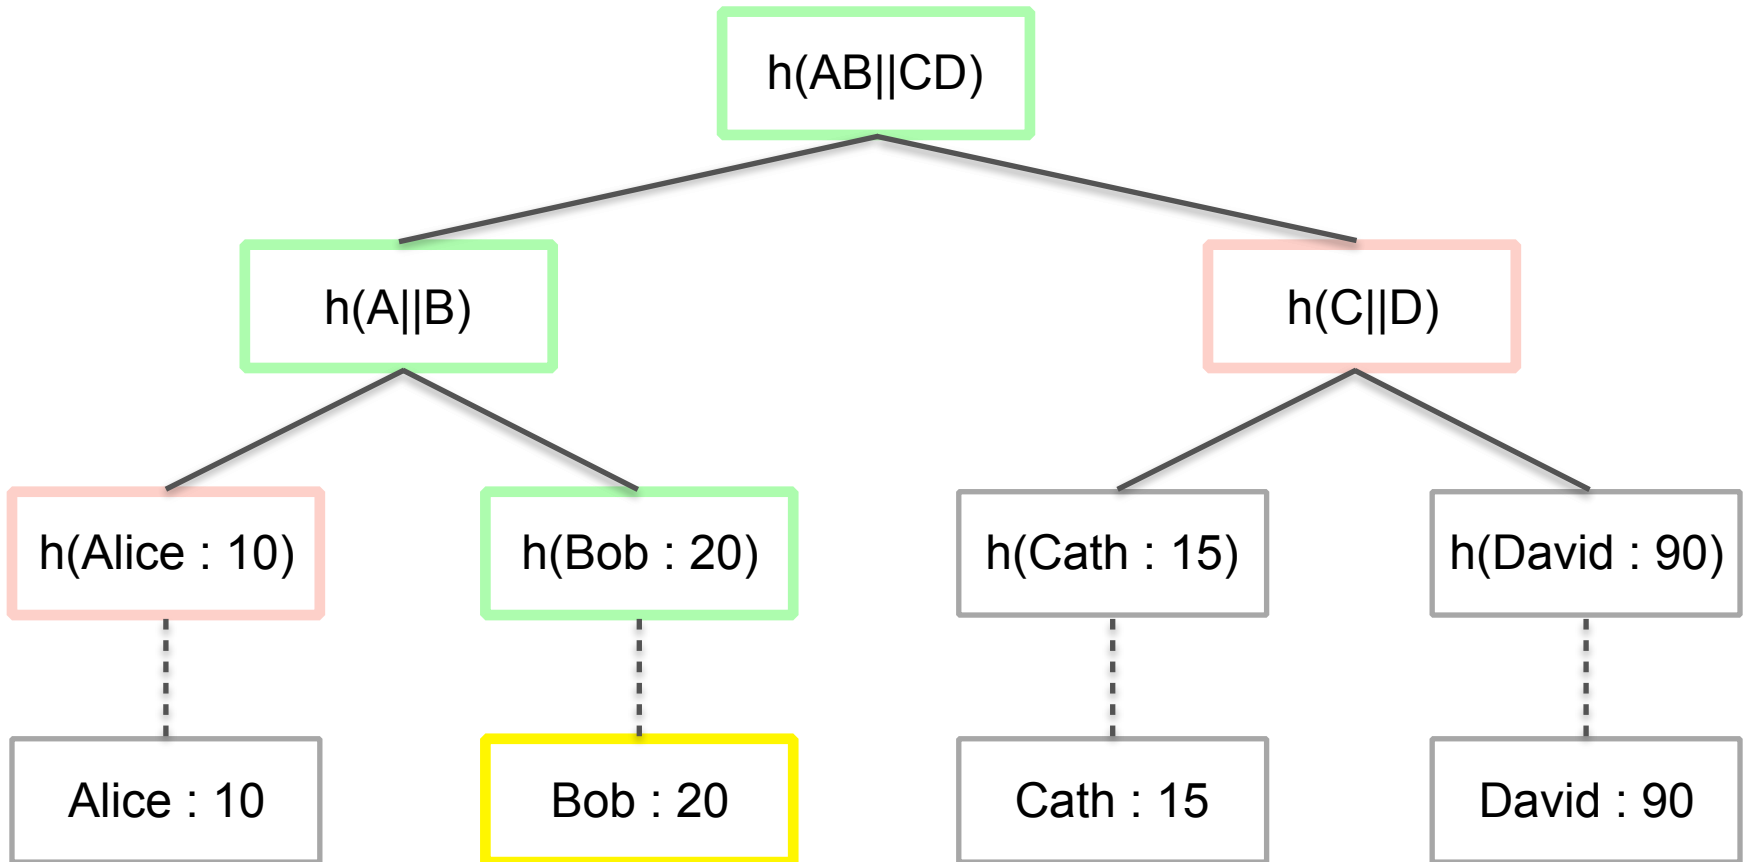 h(AB||CD)
h(A||B)
h(C||D)
h(Alice : 10)
h(Bob : 20)
h(Cath : 15)
h(David : 90)
Alice : 10
Bob : 20
Cath : 15
David : 90